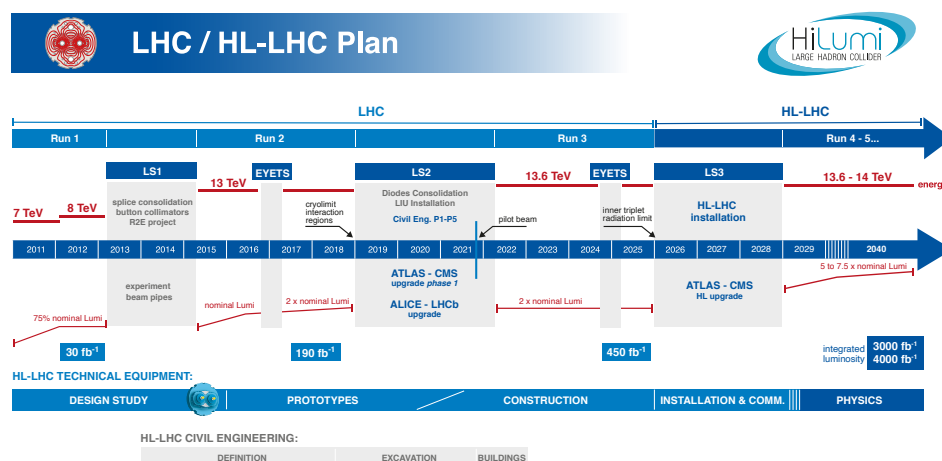 LHC / HL-LHC Plan
HiLumi
LARGE HADRON COLLIDER
LHC
HL-LHC
Run 1
Run 2
Run 3
Run 4 - 5...
LS1
EYETS
LS2
EYETS
LS3
13 TeV
13.6 TeV
13.6 - 14 TeV
energ
7 TeV
8 TeV
splice consolidation
button collimators
R2E project
cryolimit
interaction
regions
Diodes Consolidation
LIU Installation
Civil Eng. P1-P5
pilot beam
inner triplet
radiation limit
HL-LHC
installation
2011
2012
2013
2014
2015
2016
2017
2018
2019
2020
2021
2022
2023
2024
2025
2026
2027
2028
2029
2040
5 to 7.5 x nominal Lumi
experiment
beam pipes
ATLAS - CMS
upgrade phase 1
ALICE - LHCb
upgrade
ATLAS - CMS
HL upgrade
75% nominal Lumi
nominal Lumi
2 x nominal Lumi
2 x nominal Lumi
30 fb-1
190 fb-1
450 fb-1
integrated
luminosity
3000 fb-1
4000 fb-1
HL-LHC TECHNICAL EQUIPMENT:
DESIGN STUDY
PROTOTYPES
CONSTRUCTION
INSTALLATION & COMM.
PHYSICS
HL-LHC CIVIL ENGINEERING:
DEFINITION
EXCAVATION
BUILDINGS